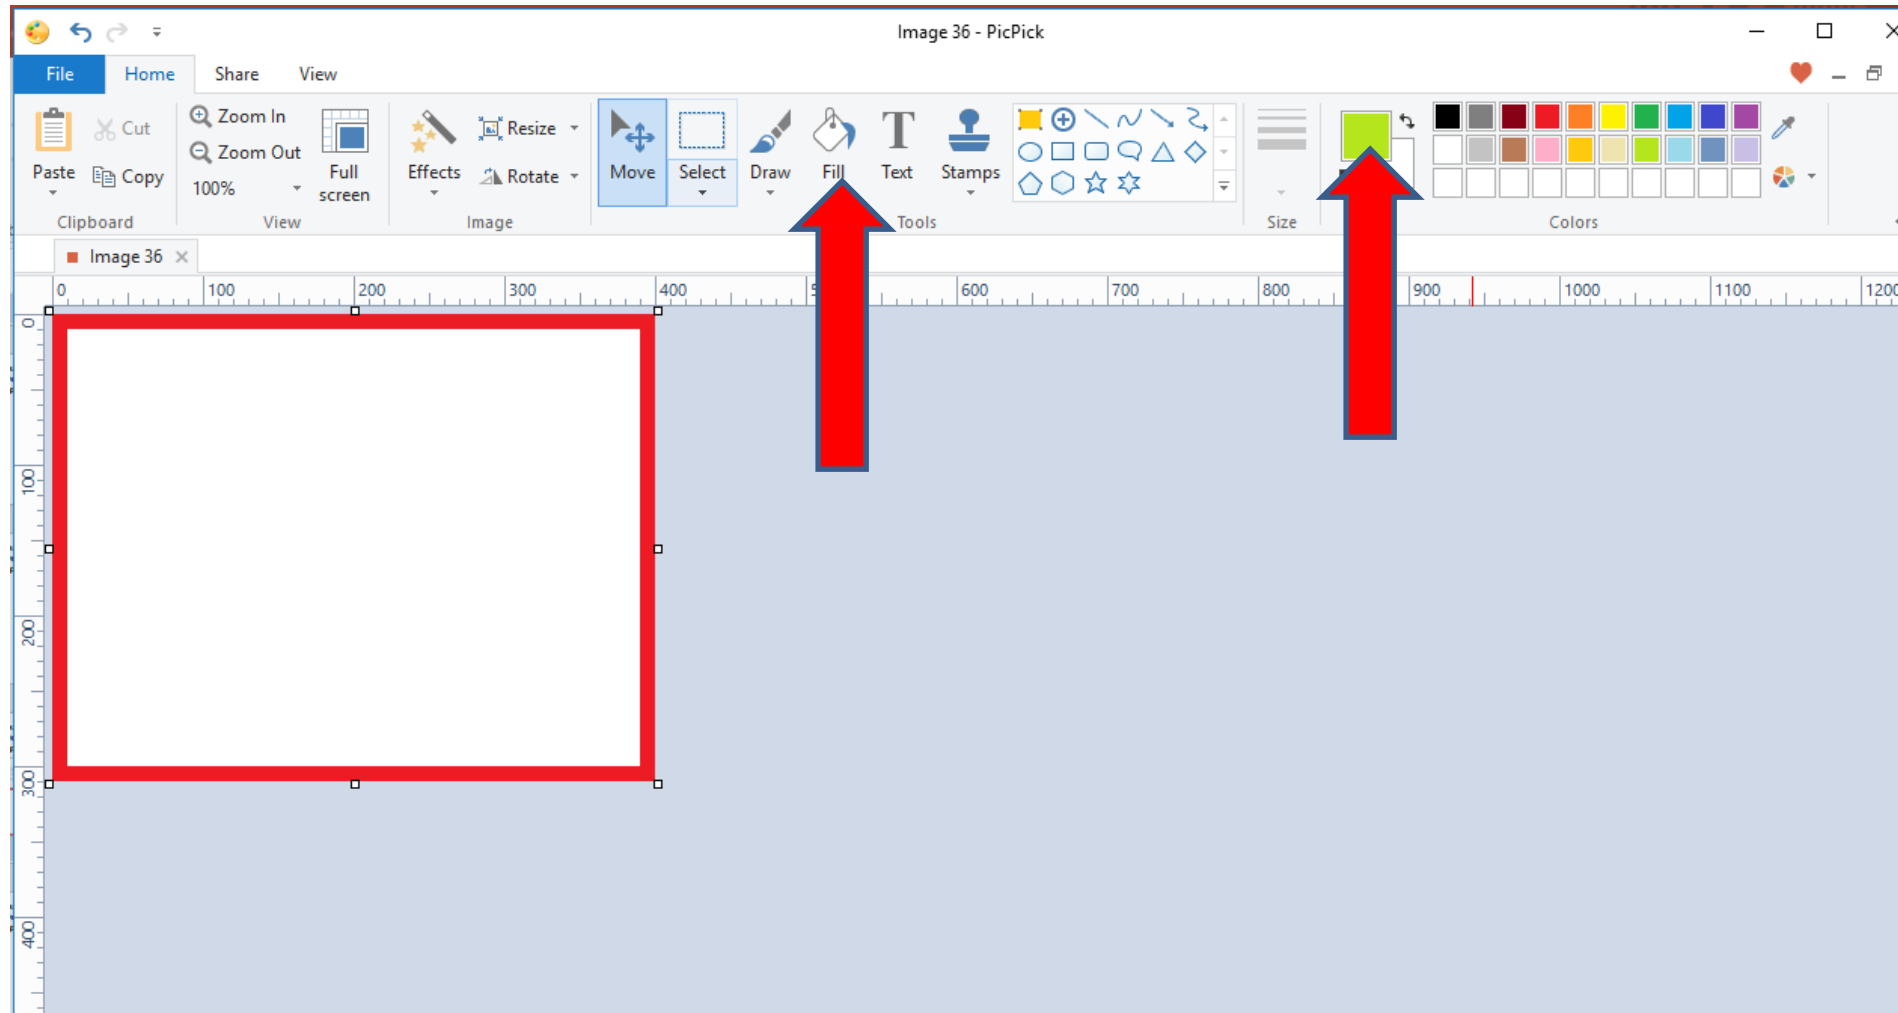 Image 36 - PicPick
File Home Share View
Paste Cut Copy
Clipboard
Zoom In
Zoom Out
100%
Full screen
View
Effects
Resize
Rotate
Image
Move Select Draw Fill Text Stamps
Tools
Size
Colors
Image 36
0 100 200 300 400 600 700 800 900 1000 1100 1200
0
100
200
300
400